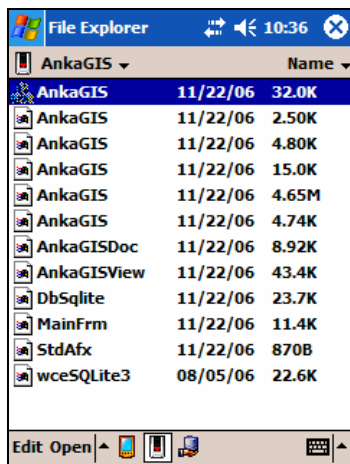 File Explorer 10:36
AnkaGIS Name
AnkaGIS 11/22/06 32.0K
AnkaGIS 11/22/06 2.50K
AnkaGIS 11/22/06 4.80K
AnkaGIS 11/22/06 15.0K
AnkaGIS 11/22/06 4.65M
AnkaGIS 11/22/06 4.74K
AnkaGISDoc 11/22/06 8.92K
AnkaGISView 11/22/06 43.4K
DbSqlite 11/22/06 23.7K
MainFrm 11/22/06 11.4K
StdAfx 11/22/06 870B
wceSQLite3 08/05/06 22.6K
Edit Open